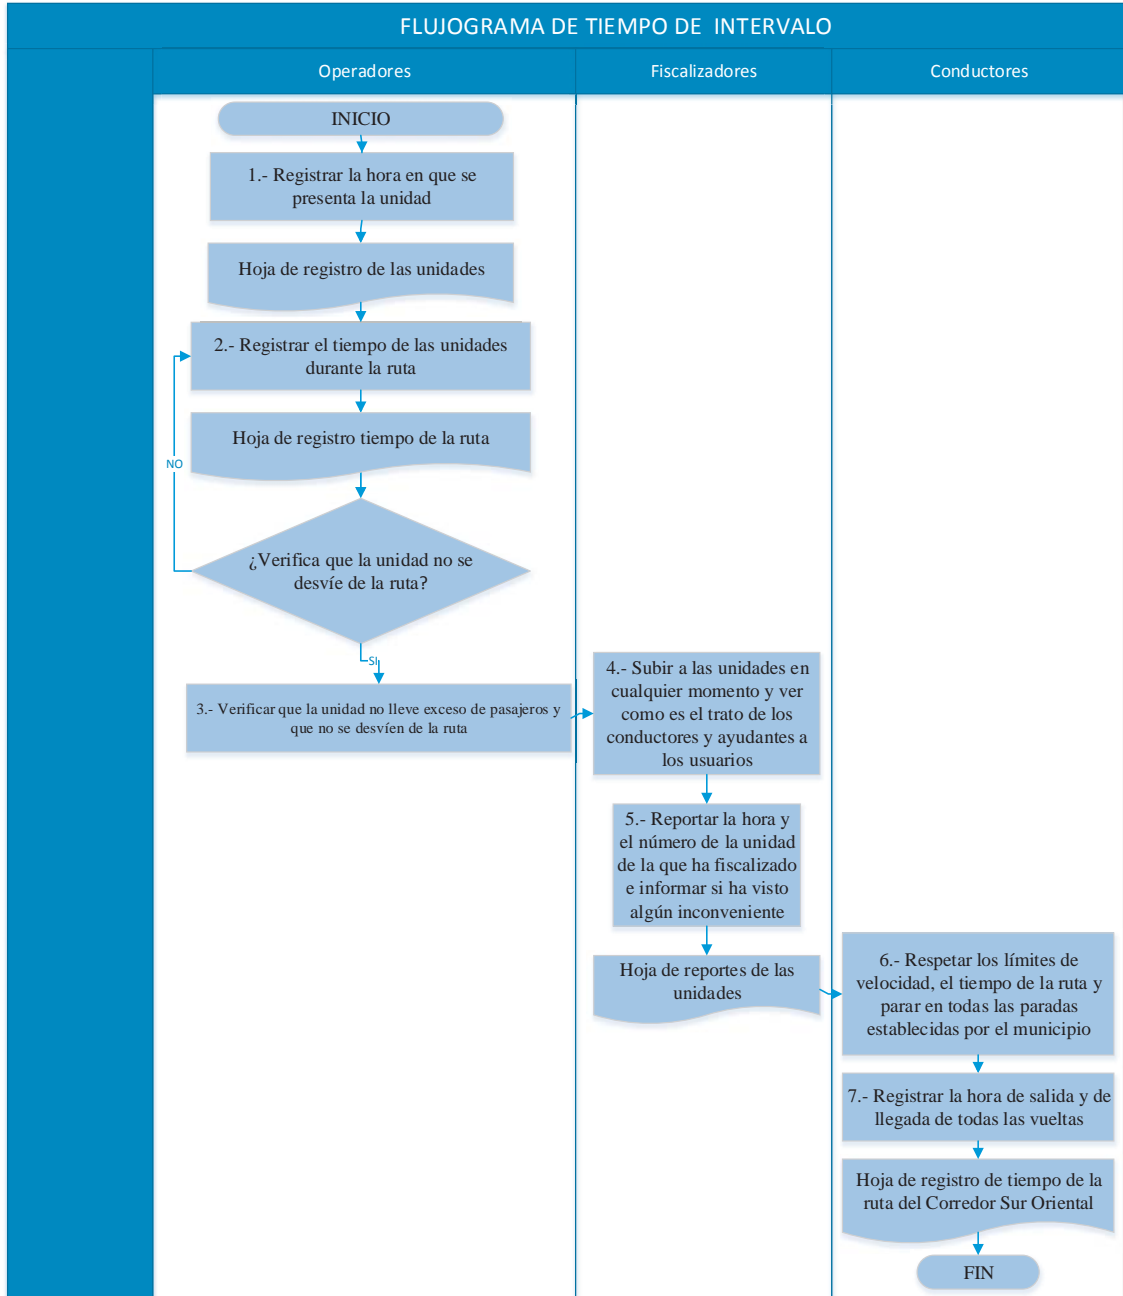 FLUJOGRAMA DE TIEMPO DE INTERVALO
Operadores
Fiscalizadores
Conductores
INICIO
1.- Registrar la hora en que se
presenta la unidad
Hoja de registro de las unidades
2.- Registrar el tiempo de las unidades
durante la ruta
Hoja de registro tiempo de la ruta
NO
¿Verifica que la unidad no se
desvíe de la ruta?
SI
3.- Verificar que la unidad no lleve exceso de pasajeros y
que no se desvíen de la ruta
4.- Subir a las unidades en
cualquier momento y ver
como es el trato de los
conductores y ayudantes a
los usuarios
5.- Reportar la hora y
el número de la unidad
de la que ha fiscalizado
e informar si ha visto
algún inconveniente
Hoja de reportes de las
unidades
6.- Respetar los límites de
velocidad, el tiempo de la ruta y
parar en todas las paradas
establecidas por el municipio
7.- Registrar la hora de salida y de
llegada de todas las vueltas
Hoja de registro de tiempo de la
ruta del Corredor Sur Oriental
FIN